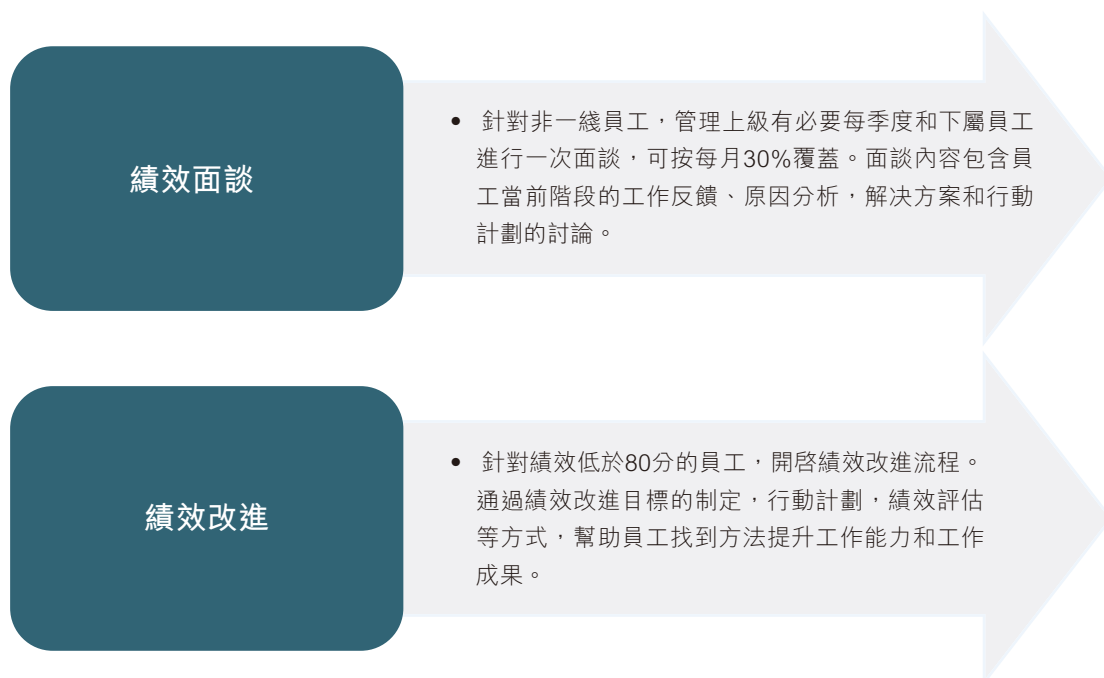 績效面談
• 針對非一綫員工，管理上級有必要每季度和下屬員工
進行一次面談，可按每月30%覆蓋。面談內容包含員
工當前階段的工作反饋、原因分析，解决方案和行動
計劃的討論。
績效改進
• 針對績效低於80分的員工，開啓績效改進流程。
通過績效改進目標的制定，行動計劃，績效評估
等方式，幫助員工找到方法提升工作能力和工作
成果。